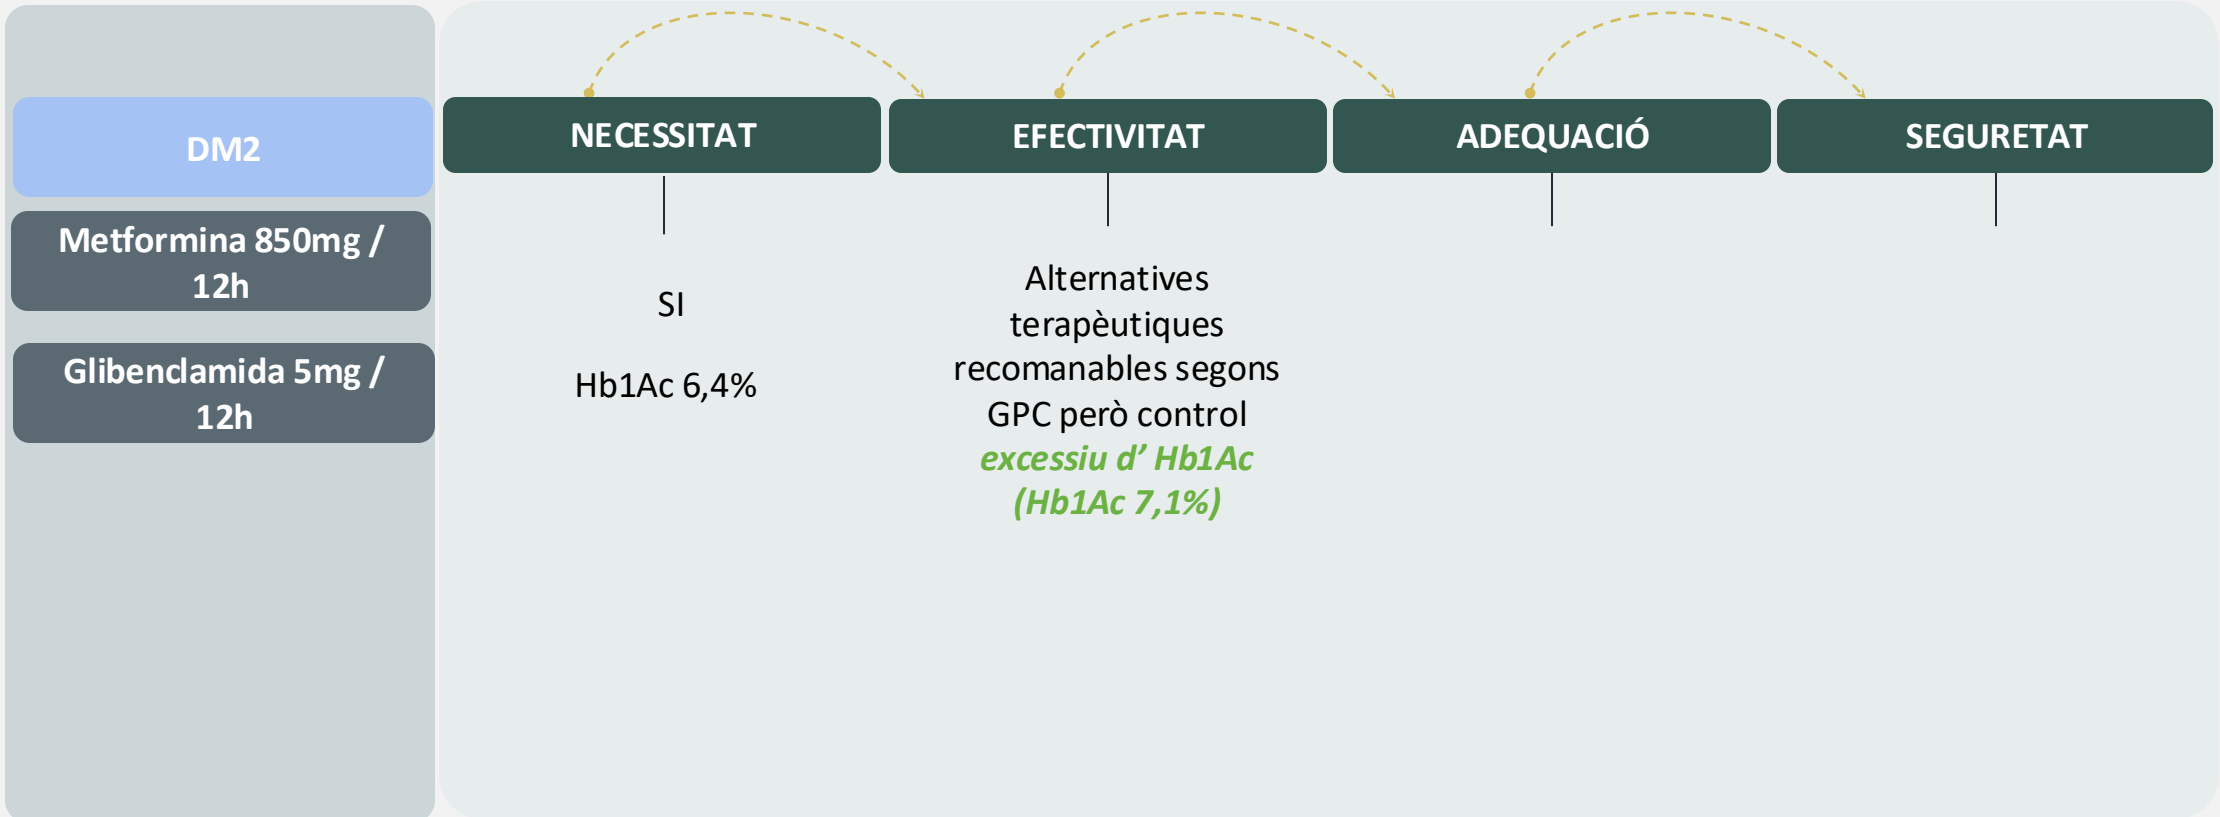 DM2
Metformina 850mg /
12h
Glibenclamida 5mg /
12h
NECESSITAT
EFECTIVITAT
ADEQUACIÓ
SEGURETAT
SI
Hb1Ac 6,4%
Alternatives
terapèutiques
recomanables segons
GPC però control
excessiu d’ Hb1Ac
(Hb1Ac 7,1%)